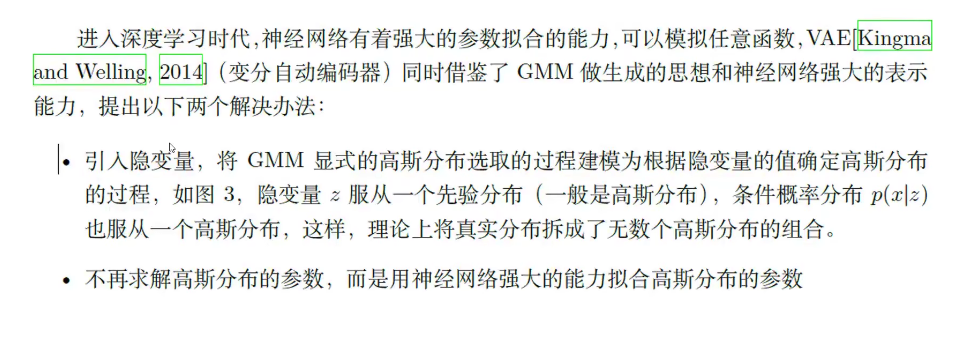 进入深度学习时代,神经网络有着强大的参数拟合的能力,可以模拟任意函数,VAE[Kingma
and Welling, 2014]（变分自动编码器）同时借鉴了 GMM 做生成的思想和神经网络强大的表示
能力，提出以下两个解决办法：
• 引入隐变量，将 GMM 显式的高斯分布选取的过程建模为根据隐变量的值确定高斯分布
的过程，如图 3，隐变量 z 服从一个先验分布（一般是高斯分布），条件概率分布 p(x|z)
也服从一个高斯分布，这样，理论上将真实分布拆成了无数个高斯分布的组合。
• 不再求解高斯分布的参数，而是用神经网络强大的能力拟合高斯分布的参数